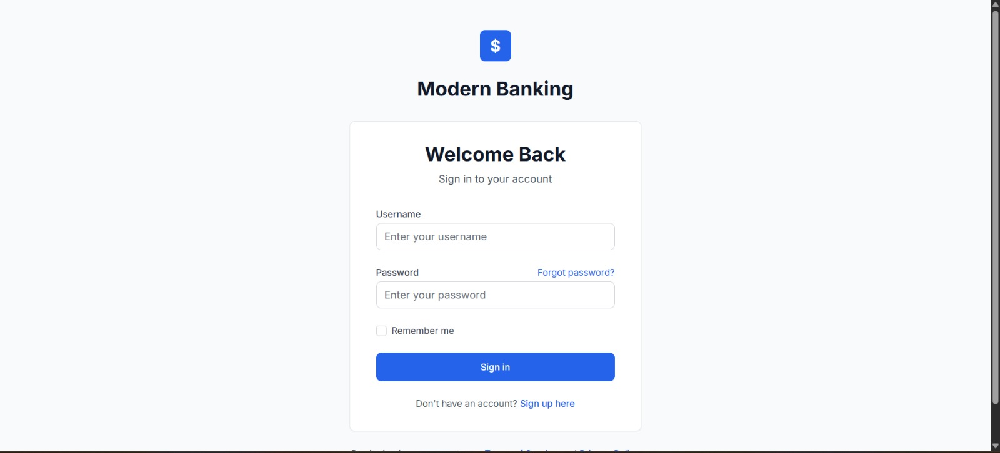 $
Modern Banking
Welcome Back
Sign in to your account
Username
Enter your username
Password Forgot password?
Enter your password
Remember me
Sign in
Don't have an account? Sign up here